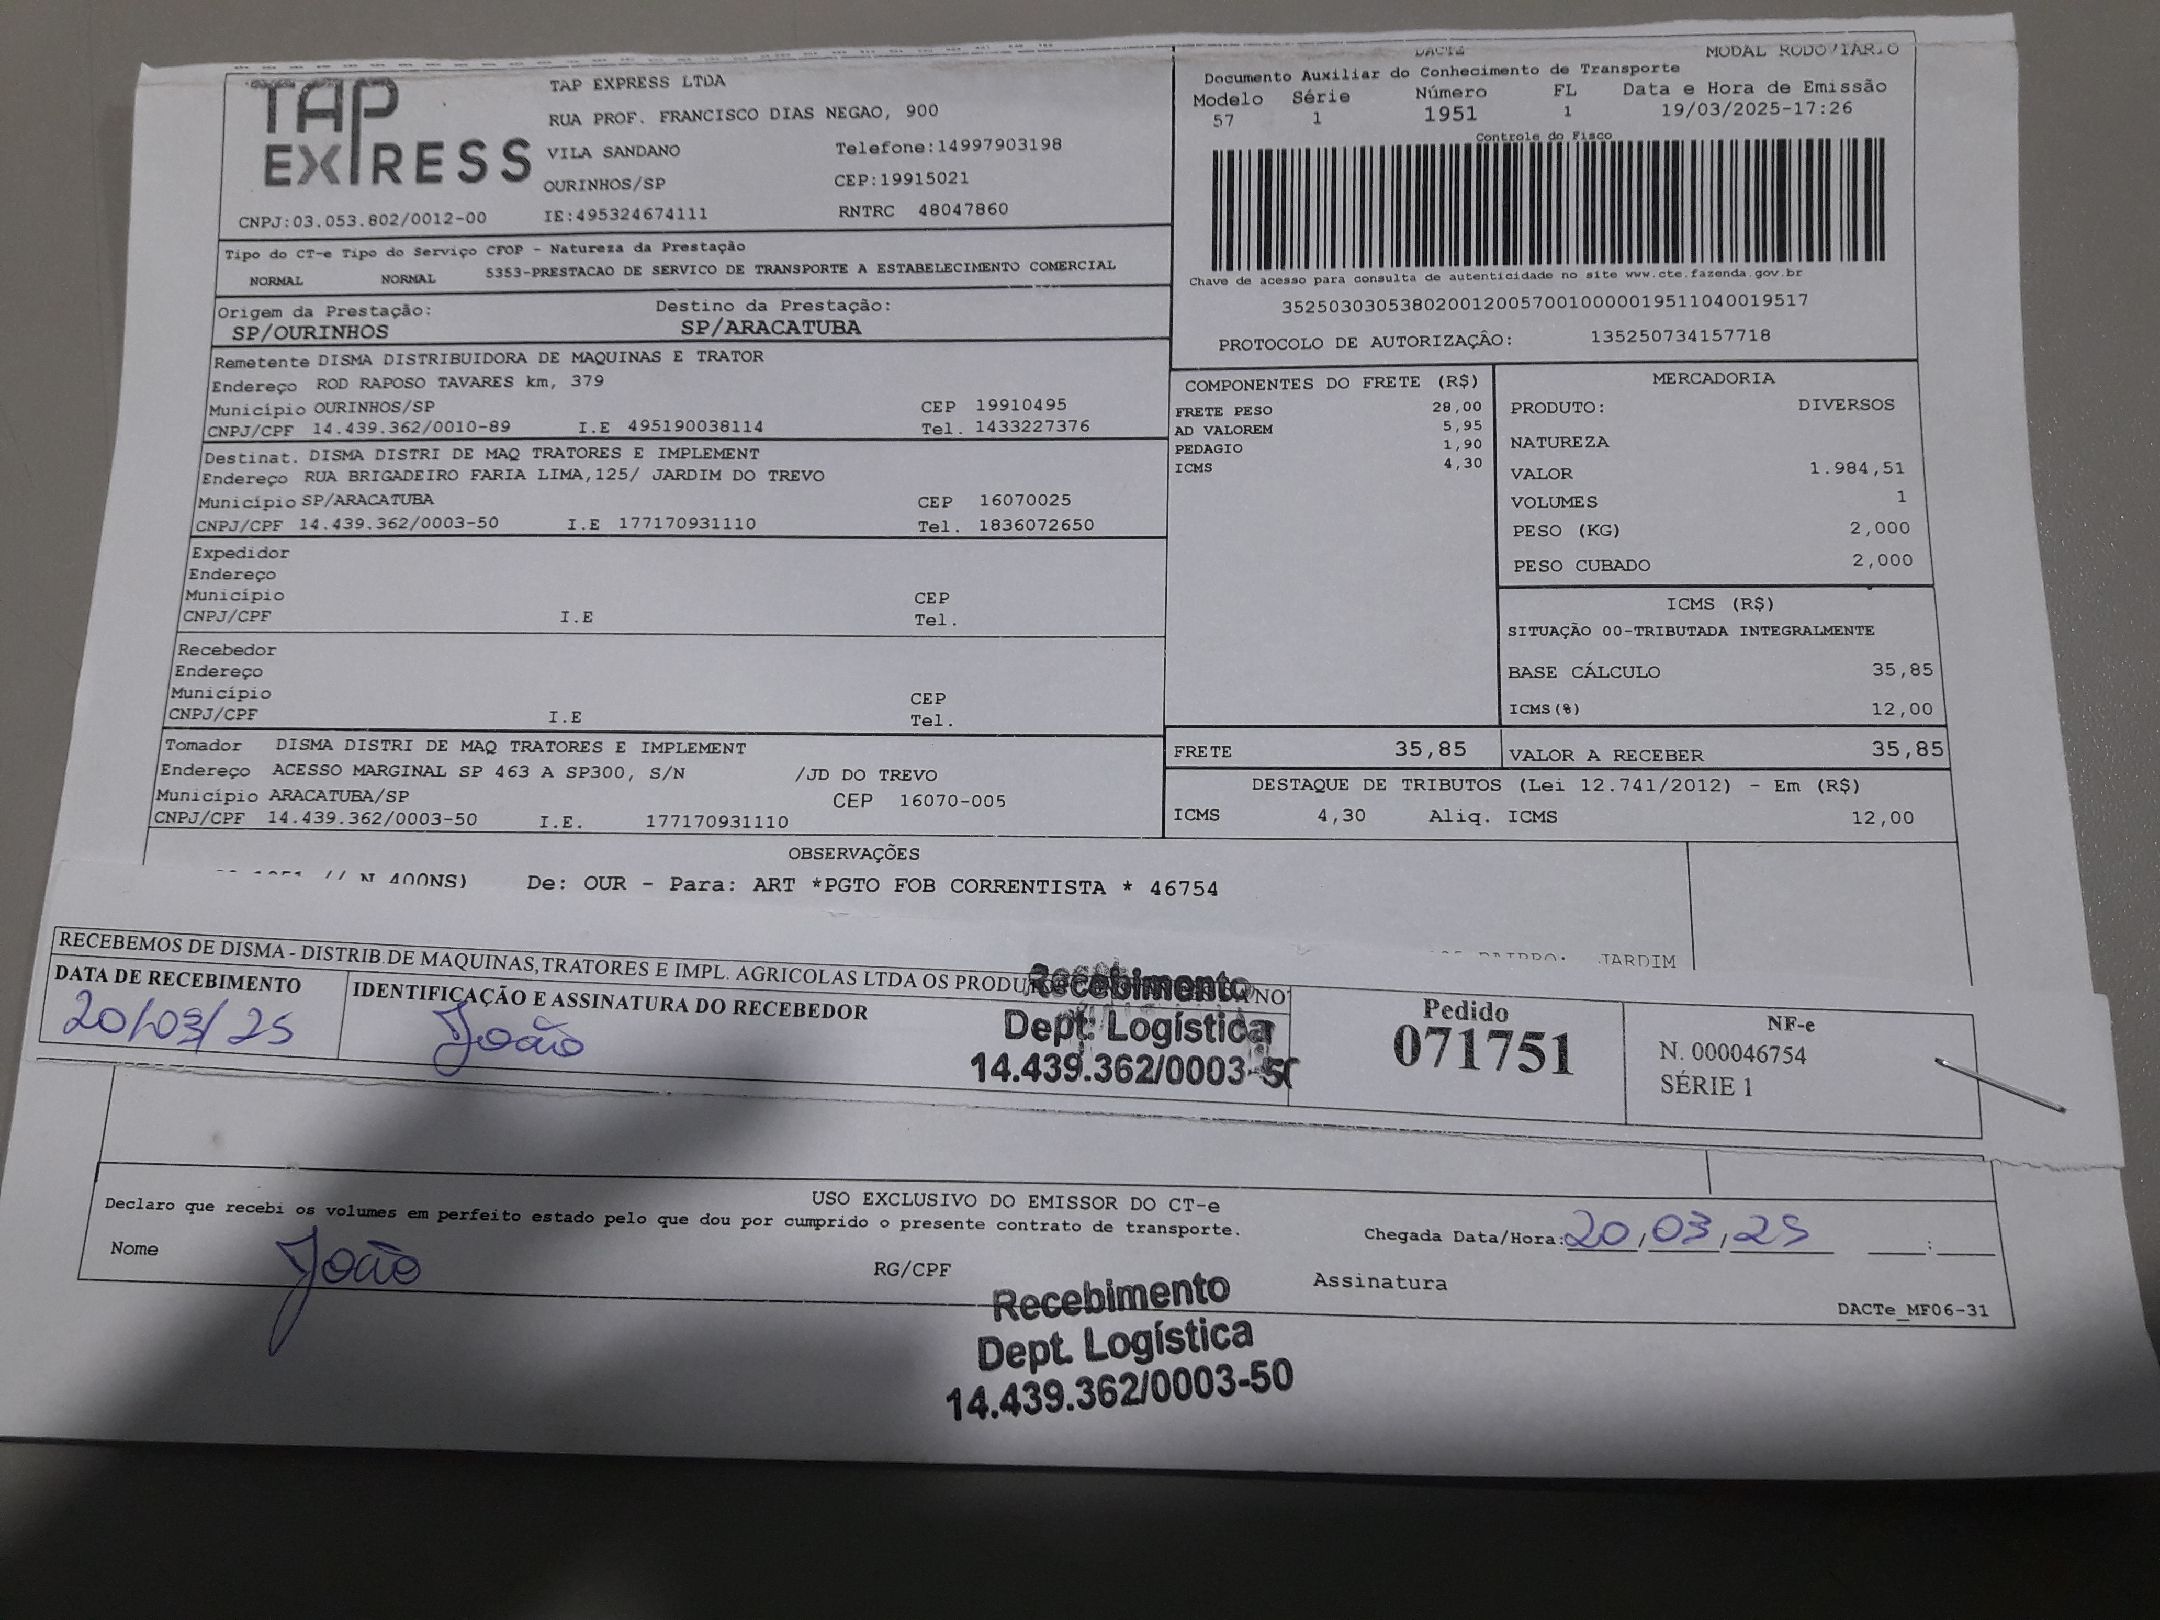 TAP EXPRESS
TAP EXPRESS LTDA
RUA PROF. FRANCISCO DIAS NEGAO, 900
VILA SANDANO Telefone:14997903198
OURINHOS/SP CEP:19915021
CNPJ:03.053.802/0012-00 IE:495324674111 RNTRC 48047860
DACTE MODAL RODOVIARIO
Documento Auxiliar do Conhecimento de Transporte
Modelo Série Número FL Data e Hora de Emissão
57 1 1951 1 19/03/2025-17:26
Controle do Fisco
Chave de acesso para consulta de autenticidade no site www.cte.fazenda.gov.br
35250303053802001200570010000019511040019517
PROTOCOLO DE AUTORIZAÇÃO: 135250734157718
Tipo do CT-e Tipo do Serviço CFOP - Natureza da Prestação
NORMAL NORMAL 5353-PRESTACAO DE SERVICO DE TRANSPORTE A ESTABELECIMENTO COMERCIAL
Origem da Prestação: Destino da Prestação:
SP/OURINHOS SP/ARACATUBA
Remetente DISMA DISTRIBUIDORA DE MAQUINAS E TRATOR
Endereço ROD RAPOSO TAVARES km, 379
Município OURINHOS/SP CEP 19910495
CNPJ/CPF 14.439.362/0010-89 I.E 495190038114 Tel. 1433227376
Destinat. DISMA DISTRI DE MAQ TRATORES E IMPLEMENT
Endereço RUA BRIGADEIRO FARIA LIMA,125/ JARDIM DO TREVO
Município SP/ARACATUBA CEP 16070025
CNPJ/CPF 14.439.362/0003-50 I.E 177170931110 Tel. 1836072650
Expedidor
Endereço
Município CEP
CNPJ/CPF I.E Tel.
Recebedor
Endereço
Município CEP
CNPJ/CPF I.E Tel.
Tomador DISMA DISTRI DE MAQ TRATORES E IMPLEMENT
Endereço ACESSO MARGINAL SP 463 A SP300, S/N /JD DO TREVO
Município ARACATUBA/SP CEP 16070-005
CNPJ/CPF 14.439.362/0003-50 I.E. 177170931110
COMPONENTES DO FRETE (R$)
FRETE PESO 28,00
AD VALOREM 5,95
PEDAGIO 1,90
ICMS 4,30
MERCADORIA
PRODUTO: DIVERSOS
NATUREZA
VALOR 1.984,51
VOLUMES 1
PESO (KG) 2,000
PESO CUBADO 2,000
ICMS (R$)
SITUAÇÃO 00-TRIBUTADA INTEGRALMENTE
BASE CÁLCULO 35,85
ICMS(%) 12,00
FRETE 35,85 VALOR A RECEBER 35,85
DESTAQUE DE TRIBUTOS (Lei 12.741/2012) - Em (R$)
ICMS 4,30 Aliq. ICMS 12,00
OBSERVAÇÕES
De: OUR - Para: ART *PGTO FOB CORRENTISTA * 46754
JARDIM
RECEBEMOS DE DISMA - DISTRIB.DE MAQUINAS,TRATORES E IMPL. AGRICOLAS LTDA OS
DATA DE RECEBIMENTO
20/03/25
IDENTIFICAÇÃO E ASSINATURA DO RECEBEDOR
João
Recebimento
Dept. Logística
14.439.362/0003-50
Pedido
071751
NF-e
N. 000046754
SÉRIE 1
USO EXCLUSIVO DO EMISSOR DO CT-e
Declaro que recebi os volumes em perfeito estado pelo que dou por cumprido o presente contrato de transporte.
Chegada Data/Hora: 20/03/25 :
Nome João RG/CPF Assinatura
Recebimento
Dept. Logística
14.439.362/0003-50
DACTe_MF06-31